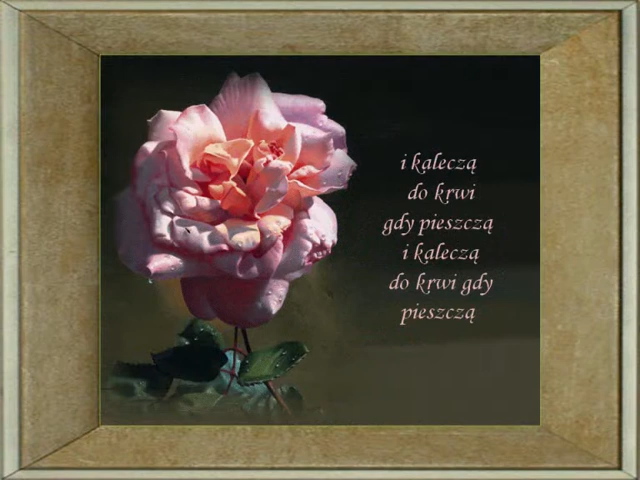 i kaleczą
do krwi
gdy pieszczą
i kaleczą
do krwi gdy
pieszczą